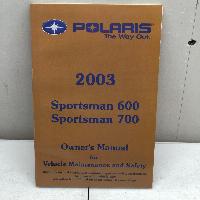 POLARIS
The Way Out.
2003
Sportsman 600
Sportsman 700
Owner's Manual
for
Vehicle Maintenance and Safety